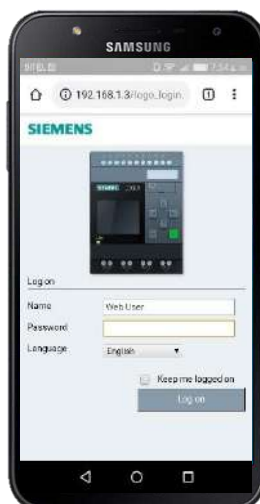 SAMSUNG
192.168.1.3/logo_login.
SIEMENS
SIEMENS
Log on
Name
Web User
Password
Language
English
Keep me logged on
Log on